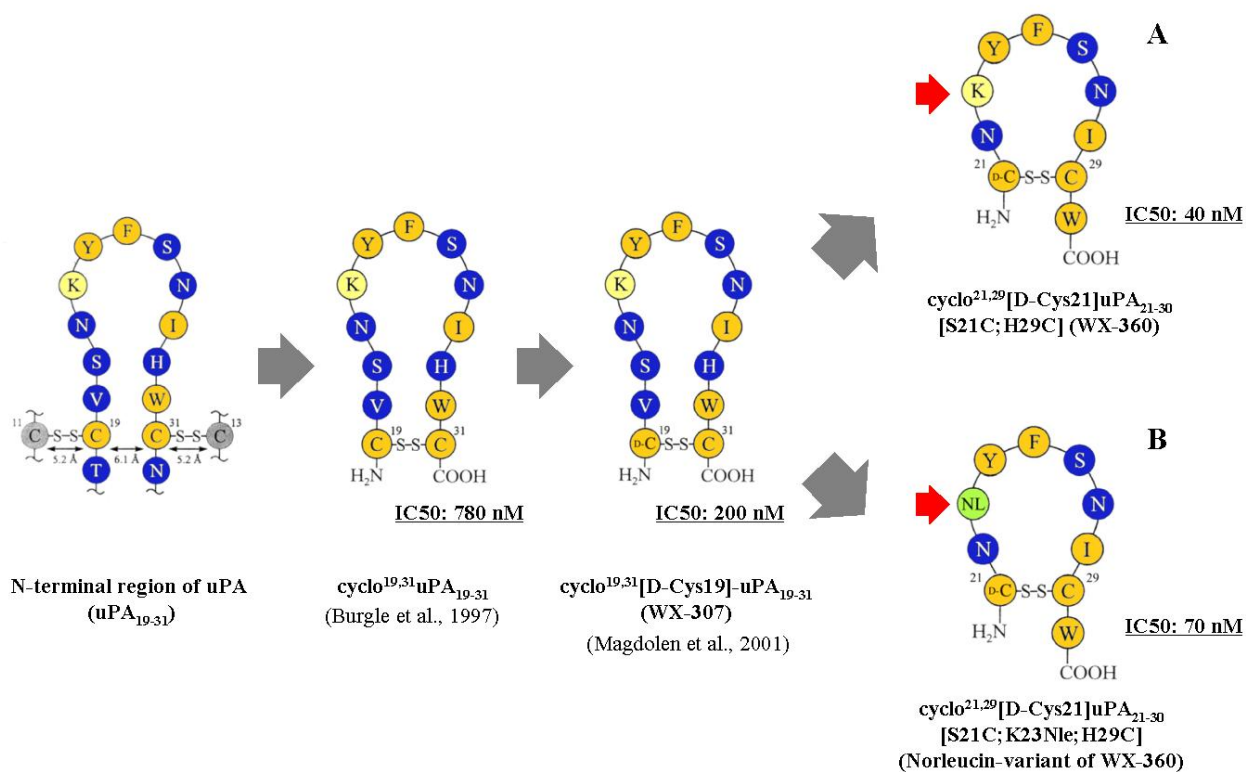 Y F S N I H W C N
K N S V C T
11 C S–S 19 C 31 C S–S C 13
5.2 Å 6.1 Å 5.2 Å
N-terminal region of uPA
(uPA19-31)
F
Y S
K N
N I
S H
V W
19 31
C S–S C
H2N COOH
IC50: 780 nM
cyclo19,31uPA19-31
(Burgle et al., 1997)
F
Y S
K N
N I
S H
V W
19 31
D-C S–S C
H2N COOH
IC50: 200 nM
cyclo19,31[D-Cys19]-uPA19-31
(WX-307)
(Magdolen et al., 2001)
A
F
Y S
K N
N I
21 29
D-C S–S C
H2N W
COOH
IC50: 40 nM
cyclo21,29[D-Cys21]uPA21-30
[S21C; H29C] (WX-360)
B
F
Y S
NL N
N I
21 29
D-C S–S C
H2N W
COOH
IC50: 70 nM
cyclo21,29[D-Cys21]uPA21-30
[S21C; K23Nle; H29C]
(Norleucin-variant of WX-360)